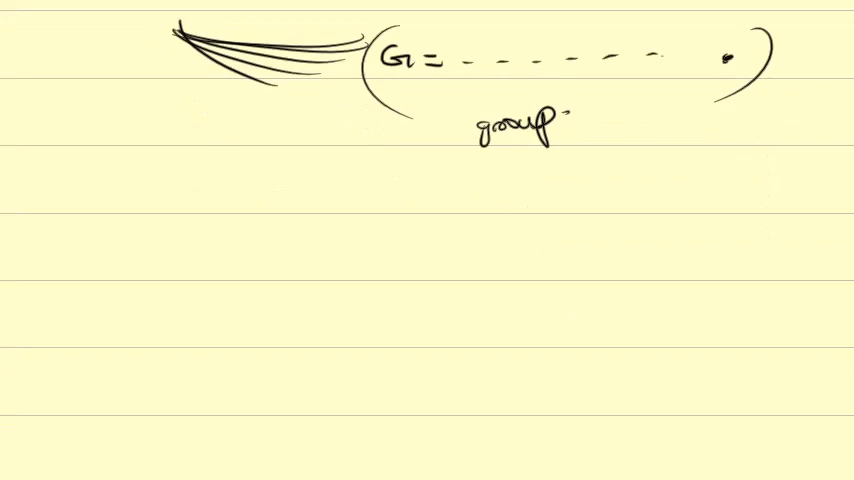 (G = - - - - - - •)
group